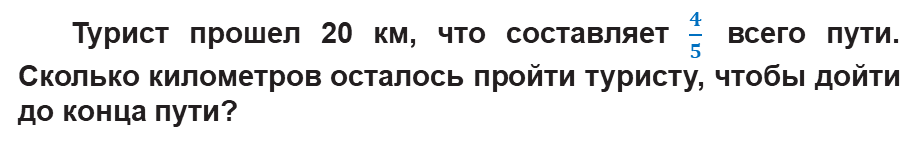 Турист прошел 20 км, что составляет 4/5 всего пути.
Сколько километров осталось пройти туристу, чтобы дойти
до конца пути?